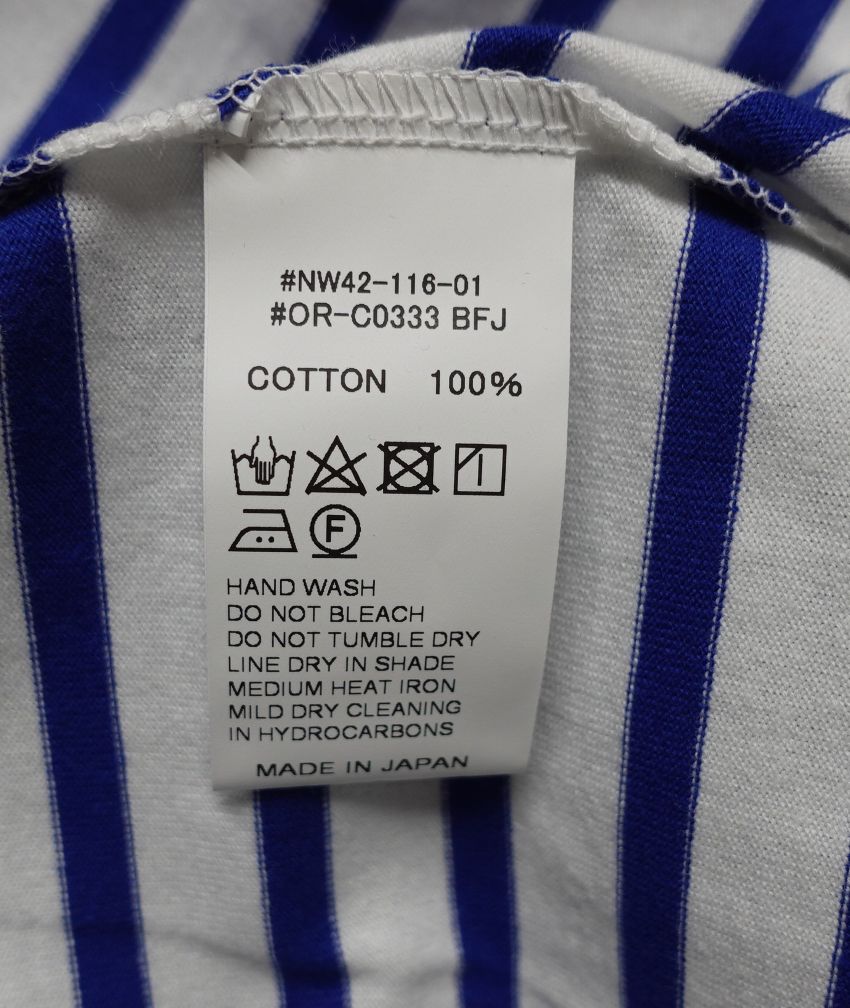 #NW42-116-01
#OR-C0333 BFJ
COTTON 100%
F
HAND WASH
DO NOT BLEACH
DO NOT TUMBLE DRY
LINE DRY IN SHADE
MEDIUM HEAT IRON
MILD DRY CLEANING
IN HYDROCARBONS
MADE IN JAPAN